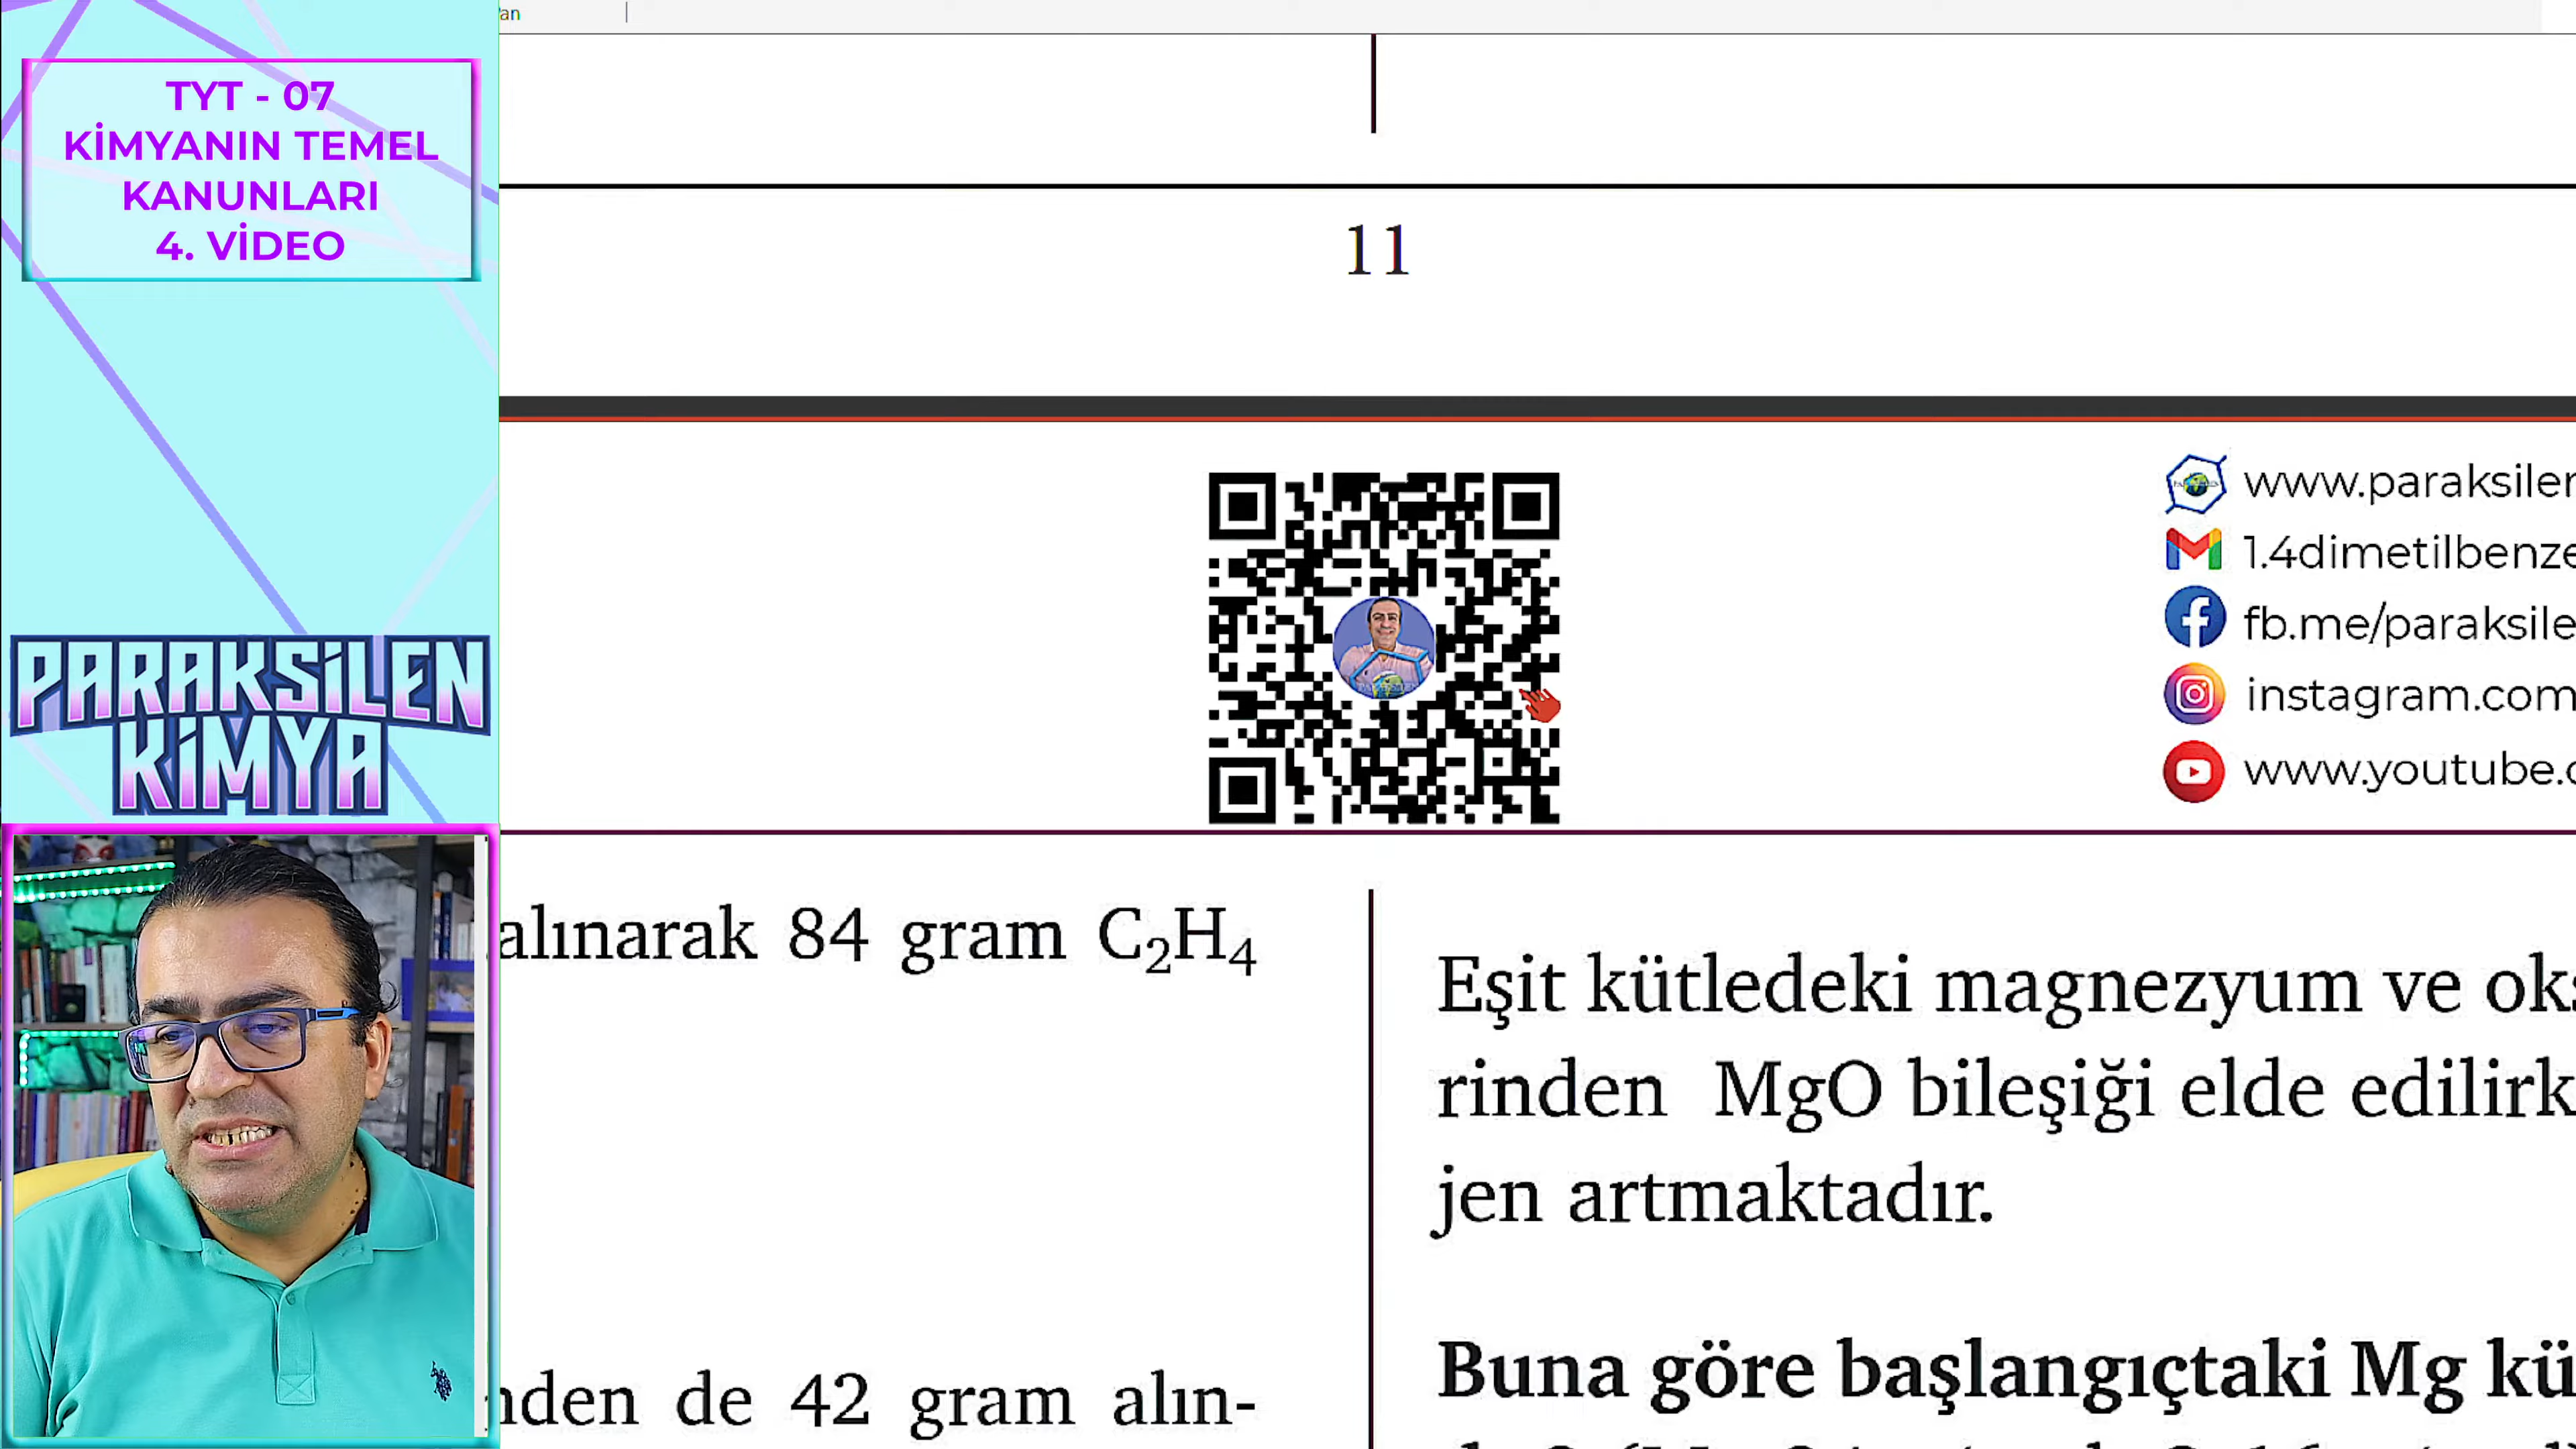 TYT - 07
KİMYANIN TEMEL
KANUNLARI
4. VİDEO
PARAKSİLEN
KİMYA
11
www.paraksilen
1.4dimetilbenze
fb.me/paraksile
instagram.com
www.youtube.c
alınarak 84 gram C₂H₄
nden de 42 gram alın-
Eşit kütledeki magnezyum ve oks
rinden MgO bileşiği elde edilirk
jen artmaktadır.
Buna göre başlangıçtaki Mg kü